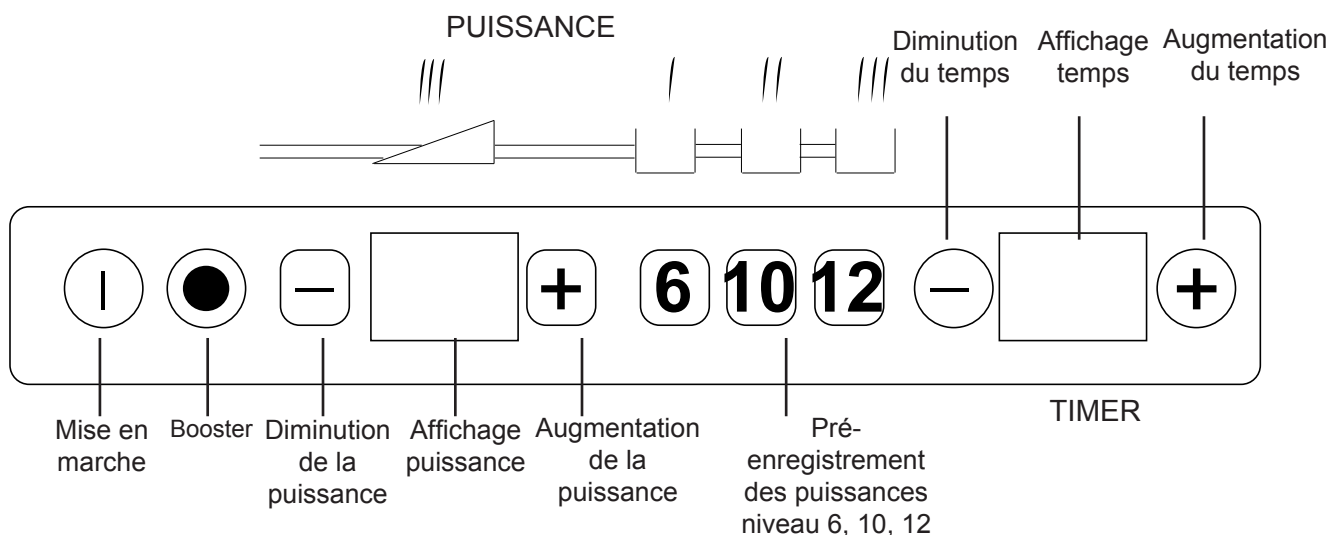 PUISSANCE
Diminution
du temps
Affichage
temps
Augmentation
du temps
6 10 12
TIMER
Mise en
marche
Booster
Diminution
de la
puissance
Affichage
puissance
Augmentation
de la
puissance
Pré-
enregistrement
des puissances
niveau 6, 10, 12